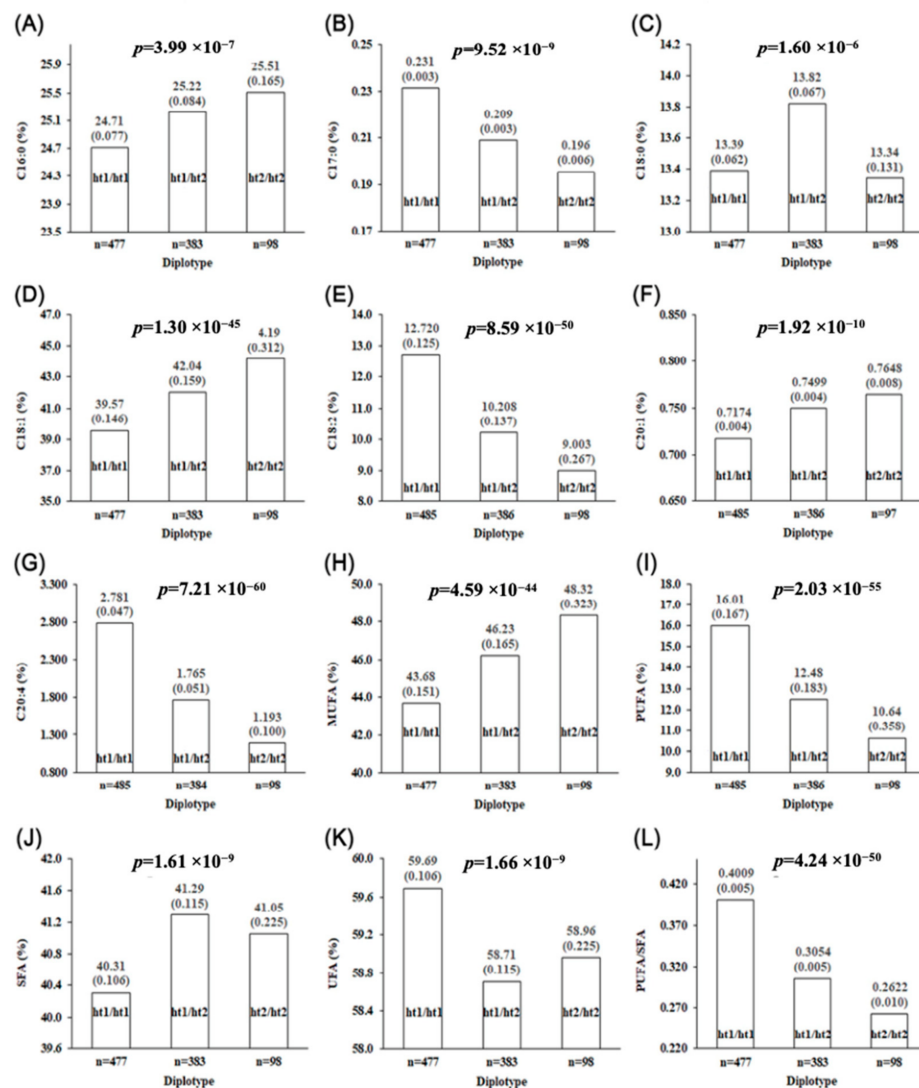 (A)
p=3.99 ×10⁻⁷
C16:0 (%)
25.9
25.5
25.1
24.7
24.3
23.9
23.5
24.71
(0.077)
25.22
(0.084)
25.51
(0.165)
ht1/ht1
ht1/ht2
ht2/ht2
n=477
n=383
n=98
Diplotype
(B)
p=9.52 ×10⁻⁹
C17:0 (%)
0.25
0.23
0.21
0.19
0.17
0.231
(0.003)
0.209
(0.003)
0.196
(0.006)
ht1/ht1
ht1/ht2
ht2/ht2
n=477
n=383
n=98
Diplotype
(C)
p=1.60 ×10⁻⁶
C18:0 (%)
14.2
14.0
13.8
13.6
13.4
13.2
13.0
13.39
(0.062)
13.82
(0.067)
13.34
(0.131)
ht1/ht1
ht1/ht2
ht2/ht2
n=477
n=383
n=98
Diplotype
(D)
p=1.30 ×10⁻⁴⁵
C18:1 (%)
47.0
45.0
43.0
41.0
39.0
37.0
35.0
39.57
(0.146)
42.04
(0.159)
4.19
(0.312)
ht1/ht1
ht1/ht2
ht2/ht2
n=477
n=383
n=98
Diplotype
(E)
p=8.59 ×10⁻⁵⁰
C18:2 (%)
13.0
12.0
11.0
10.0
9.0
8.0
12.720
(0.125)
10.208
(0.137)
9.003
(0.267)
ht1/ht1
ht1/ht2
ht2/ht2
n=485
n=386
n=98
Diplotype
(F)
p=1.92 ×10⁻¹⁰
C20:1 (%)
0.850
0.800
0.750
0.700
0.650
0.7174
(0.004)
0.7499
(0.004)
0.7648
(0.008)
ht1/ht1
ht1/ht2
ht2/ht2
n=485
n=386
n=97
Diplotype
(G)
p=7.21 ×10⁻⁶⁰
C20:4 (%)
3.300
2.800
2.300
1.800
1.300
0.800
2.781
(0.047)
1.765
(0.051)
1.193
(0.100)
ht1/ht1
ht1/ht2
ht2/ht2
n=485
n=384
n=98
Diplotype
(H)
p=4.59 ×10⁻⁴⁴
MUFA (%)
50.0
48.0
46.0
44.0
42.0
40.0
43.68
(0.151)
46.23
(0.165)
48.32
(0.323)
ht1/ht1
ht1/ht2
ht2/ht2
n=477
n=383
n=98
Diplotype
(I)
p=2.03 ×10⁻⁵⁵
PUFA (%)
18.0
17.0
16.0
15.0
14.0
13.0
12.0
11.0
10.0
9.0
16.01
(0.167)
12.48
(0.183)
10.64
(0.358)
ht1/ht1
ht1/ht2
ht2/ht2
n=485
n=386
n=98
Diplotype
(J)
p=1.61 ×10⁻⁹
SFA (%)
42.0
41.6
41.2
40.8
40.4
40.0
39.6
40.31
(0.106)
41.29
(0.115)
41.05
(0.225)
ht1/ht1
ht1/ht2
ht2/ht2
n=477
n=383
n=98
Diplotype
(K)
p=1.66 ×10⁻⁹
UFA (%)
60.0
59.6
59.2
58.8
58.4
58.0
59.69
(0.106)
58.71
(0.115)
58.96
(0.225)
ht1/ht1
ht1/ht2
ht2/ht2
n=477
n=383
n=98
Diplotype
(L)
p=4.24 ×10⁻⁵⁰
PUFA/SFA
0.420
0.370
0.320
0.270
0.220
0.4009
(0.005)
0.3054
(0.005)
0.2622
(0.010)
ht1/ht1
ht1/ht2
ht2/ht2
n=477
n=383
n=98
Diplotype